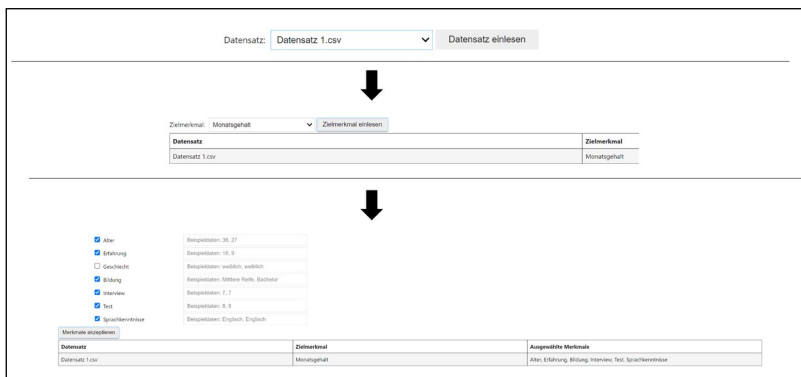 Datensatz: Datensatz 1.csv Datensatz einlesen
Zielmerkmal: Monatsgehalt Zielmerkmal einlesen
Datensatz Zielmerkmal
Datensatz 1.csv Monatsgehalt
Alter Beispieldaten: 38, 27
Erfahrung Beispieldaten: 18, 9
Geschlecht Beispieldaten: weiblich, weiblich
Bildung Beispieldaten: Mittlere Reife, Bachelor
Interview Beispieldaten: 7, 7
Test Beispieldaten: 8, 9
Sprachkenntnisse Beispieldaten: Englisch, Englisch
Merkmale akzeptieren
Datensatz Zielmerkmal Ausgewählte Merkmale
Datensatz 1.csv Monatsgehalt Alter, Erfahrung, Bildung, Interview, Test, Sprachkenntnisse